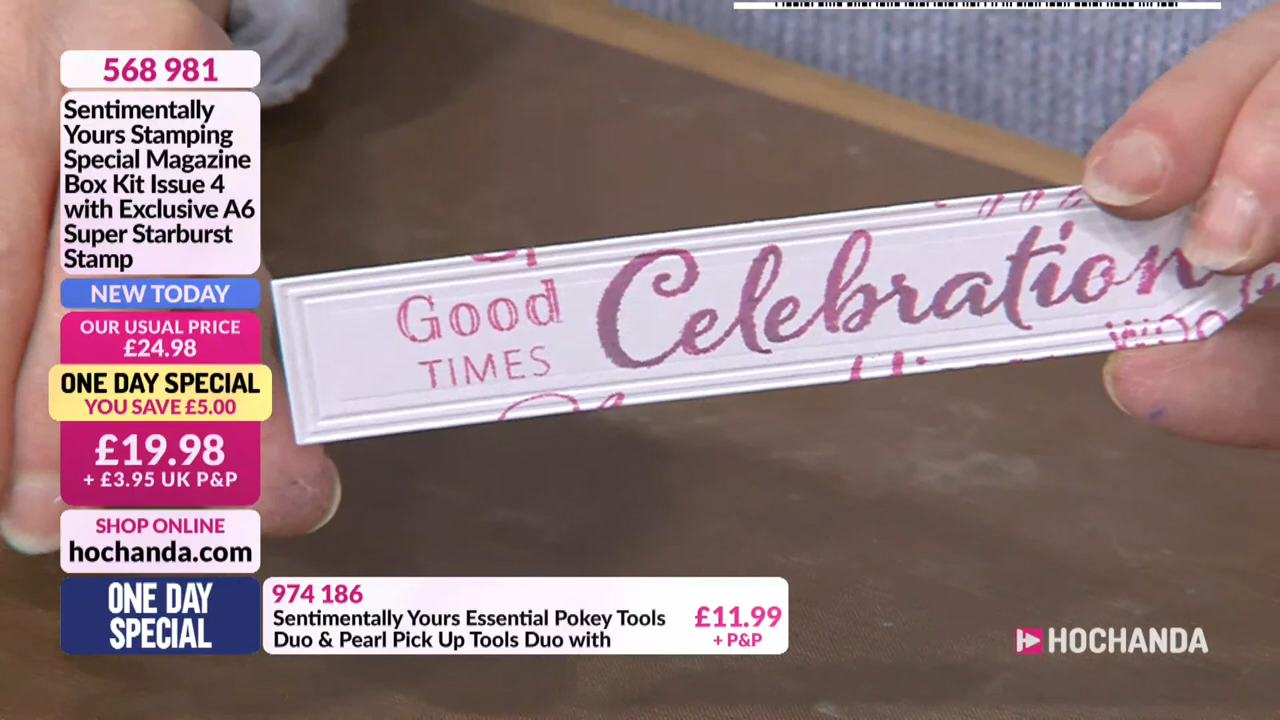 568 981
Sentimentally
Yours Stamping
Special Magazine
Box Kit Issue 4
with Exclusive A6
Super Starburst
Stamp
NEW TODAY
OUR USUAL PRICE
£24.98
ONE DAY SPECIAL
YOU SAVE £5.00
£19.98
+ £3.95 UK P&P
SHOP ONLINE
hochanda.com
ONE DAY
SPECIAL
974 186
Sentimentally Yours Essential Pokey Tools
Duo & Pearl Pick Up Tools Duo with
£11.99
+ P&P
Good
TIMES
Celebration
HOCHANDA